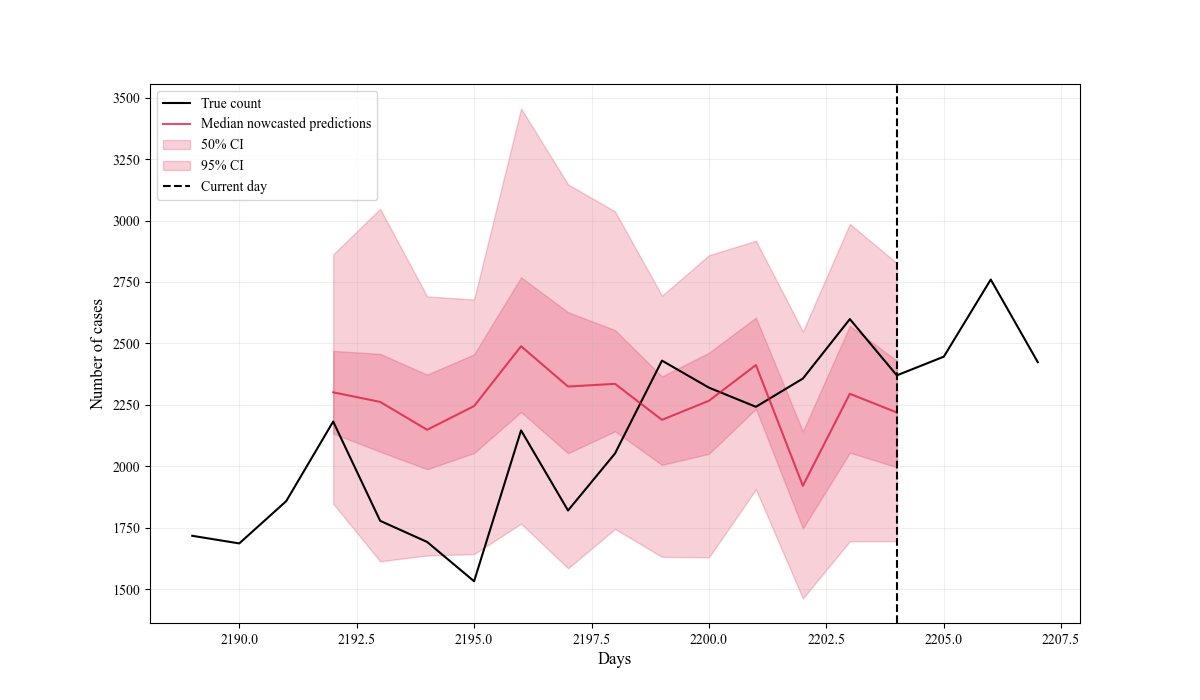 3500
3250
3000
2750
2500
2250
2000
1750
1500
Number of cases
True count
Median nowcasted predictions
50% CI
95% CI
Current day
2190.0 2192.5 2195.0 2197.5 2200.0 2202.5 2205.0 2207.5
Days